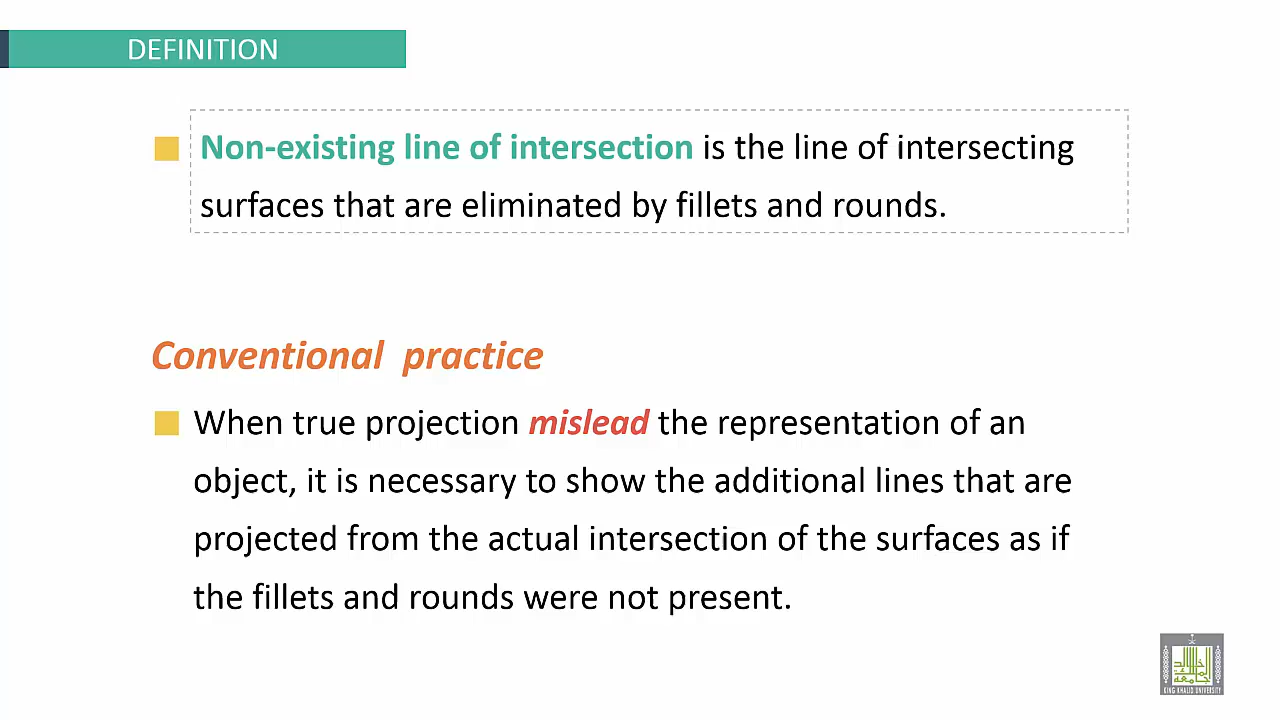 DEFINITION
Non-existing line of intersection is the line of intersecting
surfaces that are eliminated by fillets and rounds.
Conventional practice
When true projection mislead the representation of an
object, it is necessary to show the additional lines that are
projected from the actual intersection of the surfaces as if
the fillets and rounds were not present.
KING KHALID UNIVERSITY